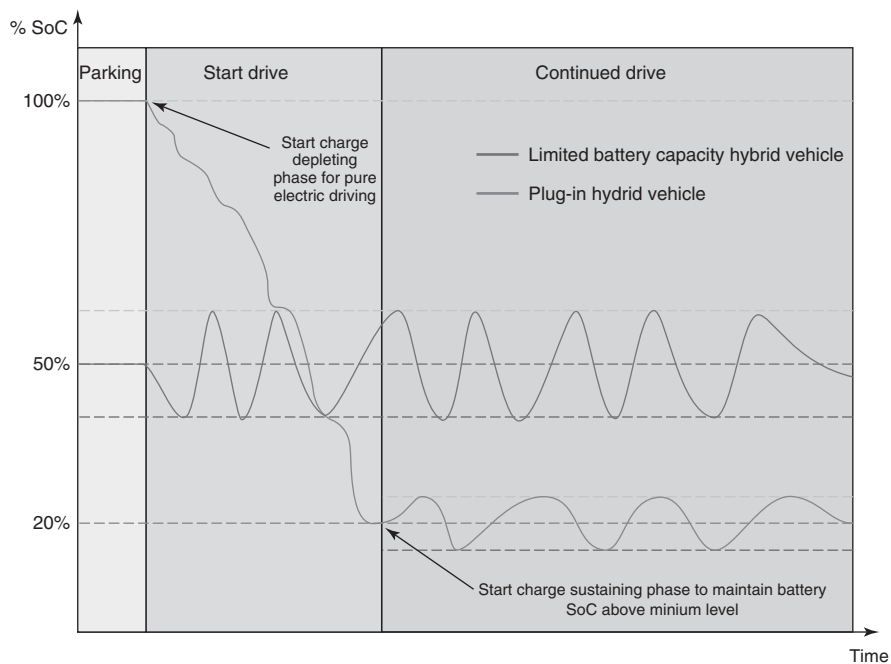 % SoC
Parking
Start drive
Continued drive
100%
Start charge
depleting
phase for pure
electric driving
Limited battery capacity hybrid vehicle
Plug-in hydrid vehicle
50%
20%
Start charge sustaining phase to maintain battery
SoC above minium level
Time